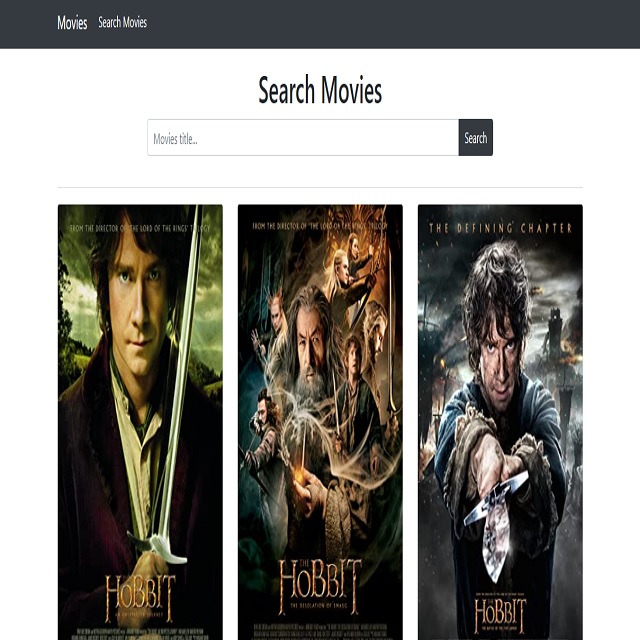 Movies Search Movies
Search Movies
Movies title... Search
FROM THE DIRECTOR OF 'THE LORD OF THE RINGS' TRILOGY
THE HOBBIT
AN UNEXPECTED JOURNEY
FROM THE DIRECTOR OF 'THE LORD OF THE RINGS' TRILOGY
THE HOBBIT
THE DESOLATION OF SMAUG
THE DEFINING CHAPTER
THE HOBBIT
THE BATTLE OF THE FIVE ARMIES